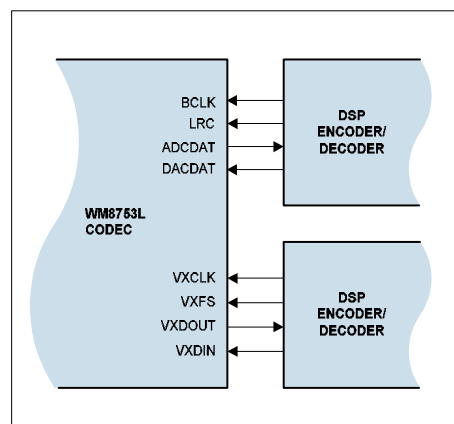 BCLK
LRC
ADCDAT
DACDAT
DSP
ENCODER/
DECODER
WM8753L
CODEC
VXCLK
VXFS
VXDOUT
VXDIN
DSP
ENCODER/
DECODER